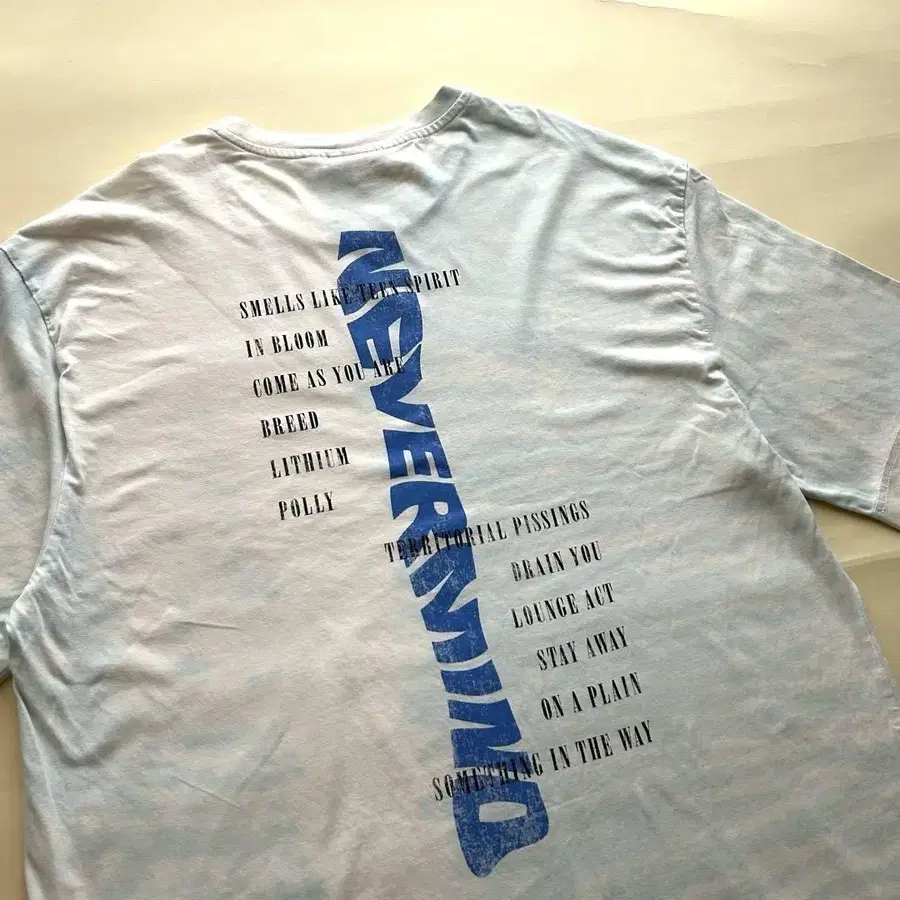 NEVERMIND
SMELLS LIKE TEEN SPIRIT
IN BLOOM
COME AS YOU ARE
BREED
LITHIUM
POLLY
TERRITORIAL PISSINGS
DRAIN YOU
LOUNGE ACT
STAY AWAY
ON A PLAIN
SOMETHING IN THE WAY